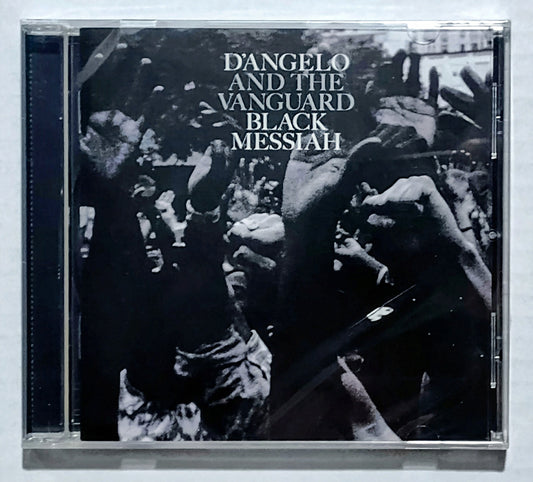 D'ANGELO
AND THE
VANGUARD
BLACK
MESSIAH